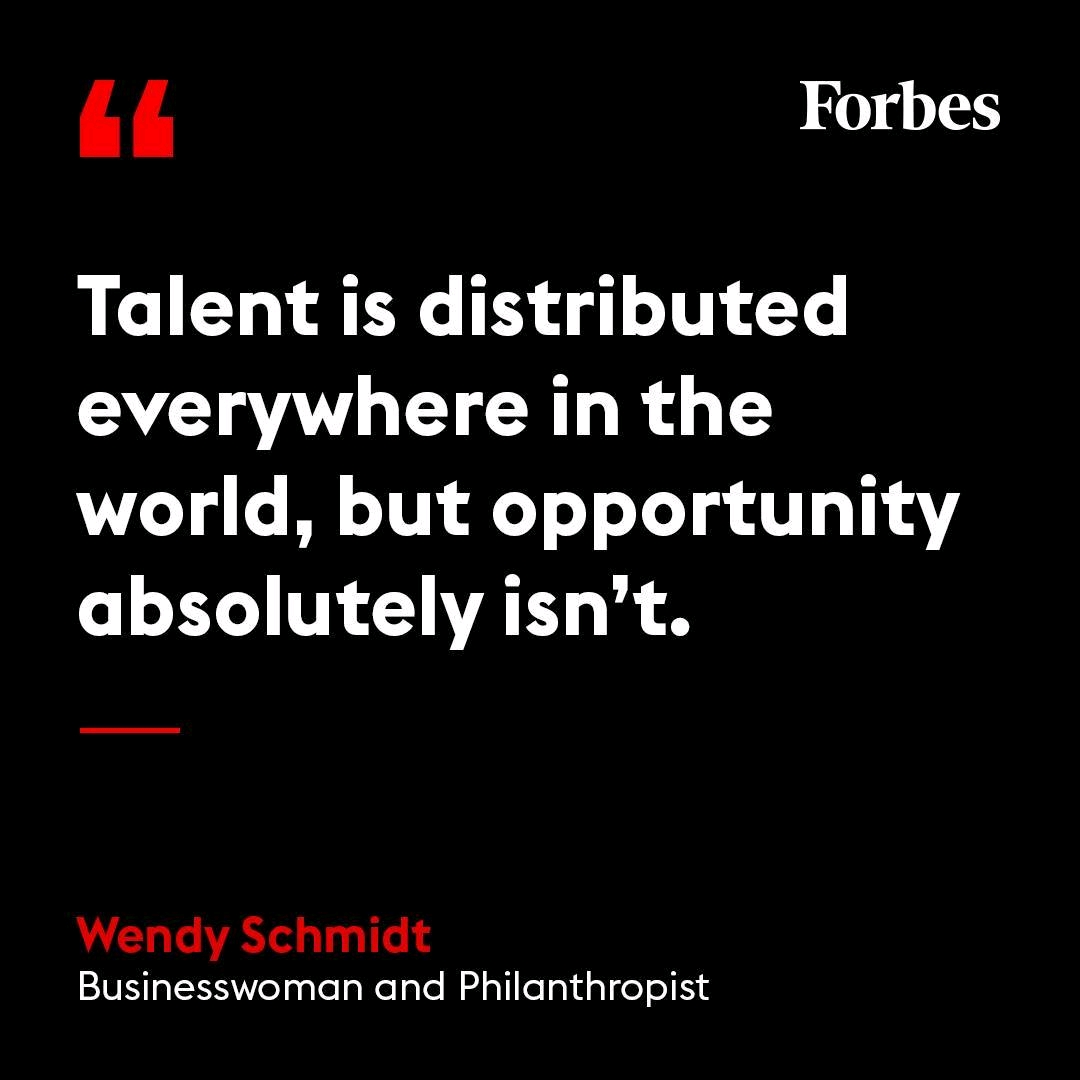 “
Forbes
Talent is distributed
everywhere in the
world, but opportunity
absolutely isn’t.
Wendy Schmidt
Businesswoman and Philanthropist